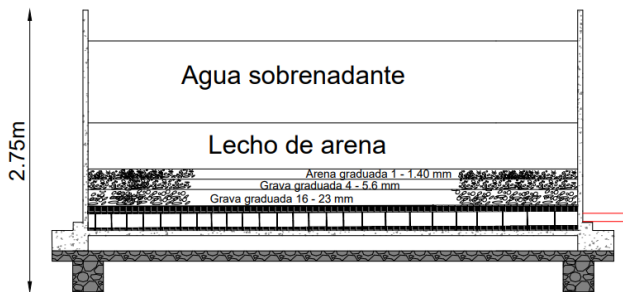 2.75m
Agua sobrenadante
Lecho de arena
Arena graduada 1 - 1.40 mm
Grava graduada 4 - 5.6 mm
Grava graduada 16 - 23 mm